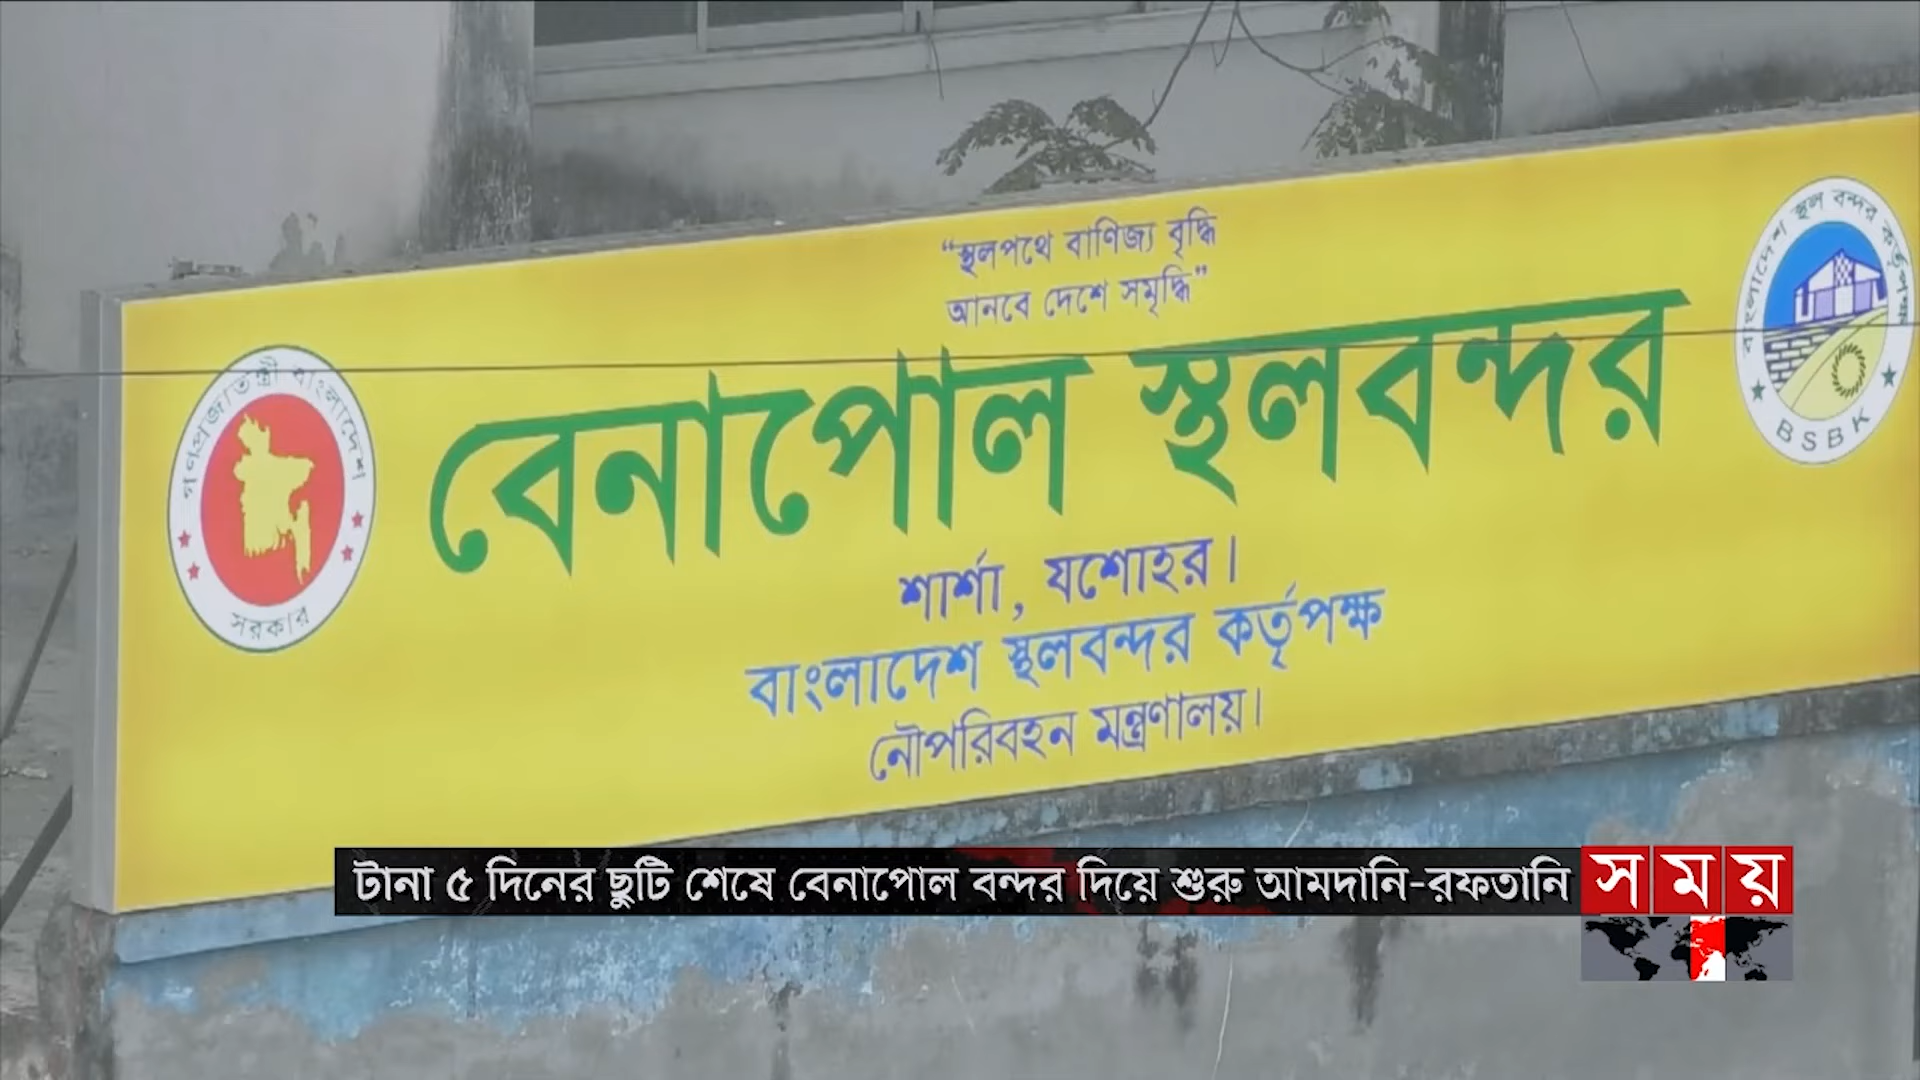 “স্থলপথে বাণিজ্য বৃদ্ধি
আনবে দেশে সমৃদ্ধি”
বেনাপোল স্থলবন্দর
শার্শা, যশোহর।
বাংলাদেশ স্থলবন্দর কর্তৃপক্ষ
নৌপরিবহন মন্ত্রণালয়।
গণপ্রজাতন্ত্রী বাংলাদেশ
সরকার
বাংলাদেশ স্থল বন্দর কর্তৃপক্ষ
BSBK
টানা ৫ দিনের ছুটি শেষে বেনাপোল বন্দর দিয়ে শুরু আমদানি-রফতানি
সময়